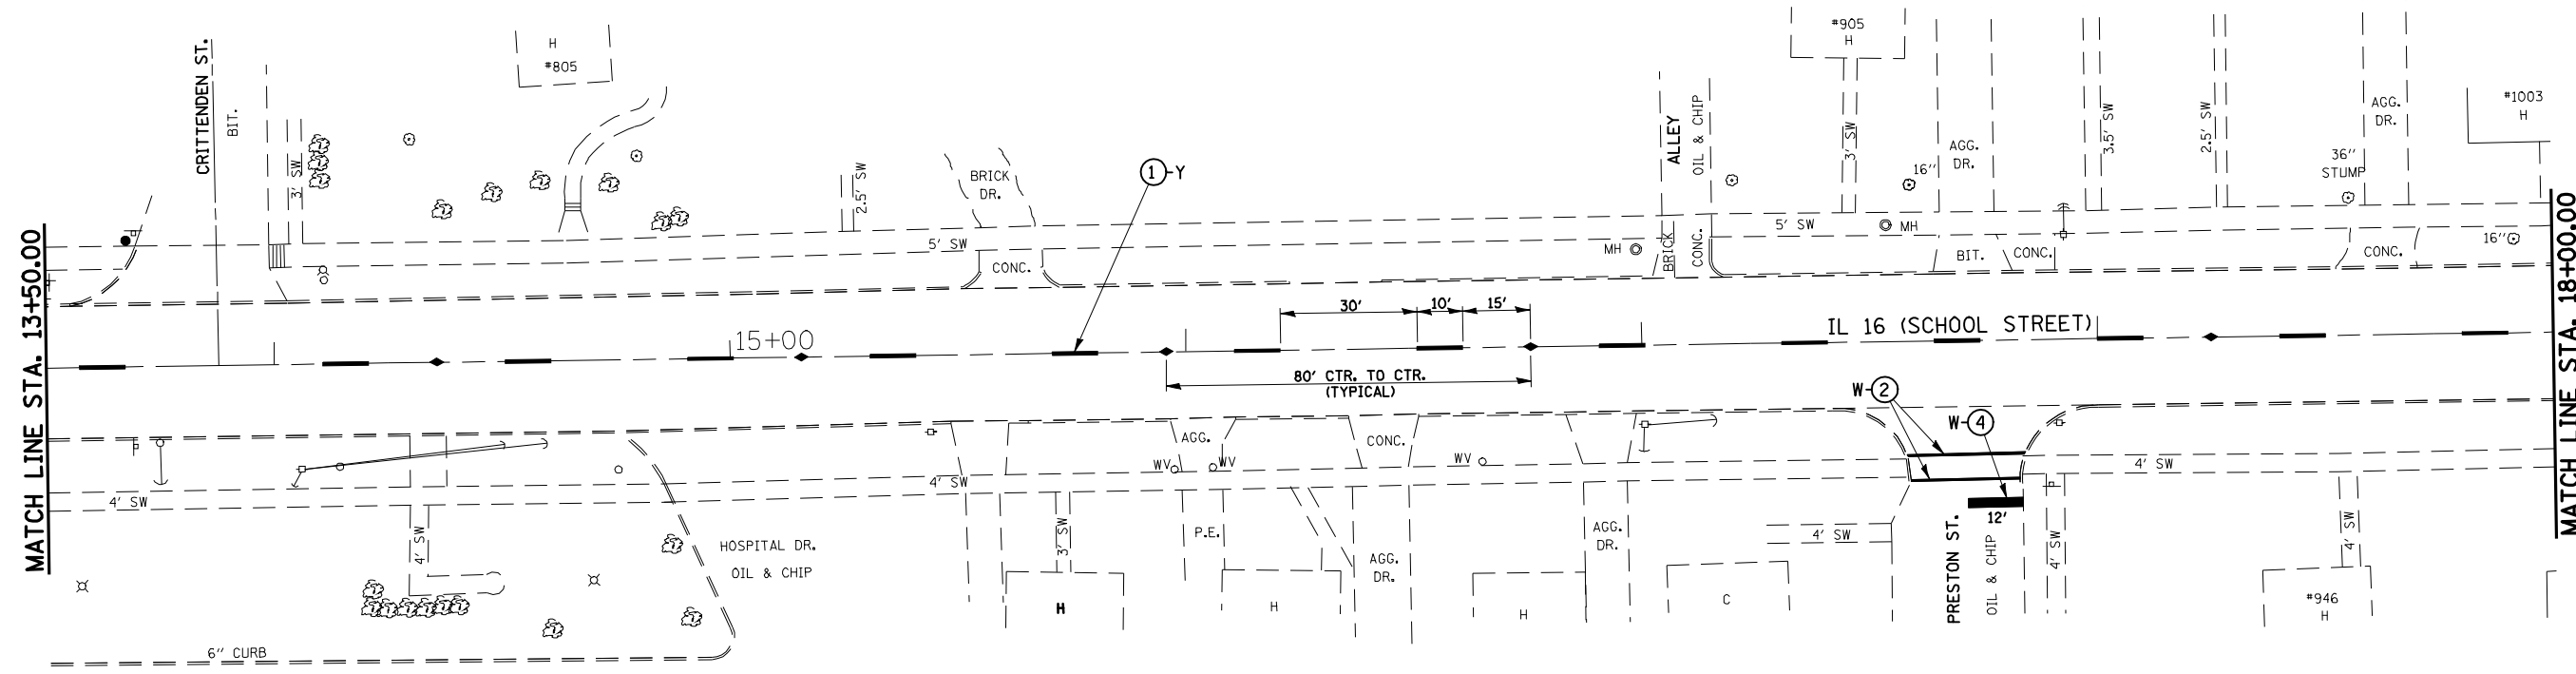 MATCH LINE STA. 13+50.00
CRITTENDEN ST.
BIT.
3' SW
H
#805
2.5' SW
BRICK
DR.
5' SW
CONC.
1-Y
ALLEY
OIL & CHIP
MH
BRICK
CONC.
#905
H
3' SW
5' SW
16''
MH
AGG.
DR.
BIT.
CONC.
3.5' SW
2.5' SW
36''
STUMP
AGG.
DR.
CONC.
#1003
H
16''
MATCH LINE STA. 18+00.00
15+00
30'
10'
15'
80' CTR. TO CTR.
(TYPICAL)
IL 16 (SCHOOL STREET)
W-2
W-4
4' SW
4' SW
HOSPITAL DR.
OIL & CHIP
6'' CURB
4' SW
3' SW
H
AGG.
WV
WV
P.E.
H
CONC.
AGG.
DR.
WV
H
AGG.
DR.
C
4' SW
12'
PRESTON ST.
OIL & CHIP
4' SW
4' SW
4' SW
#946
H